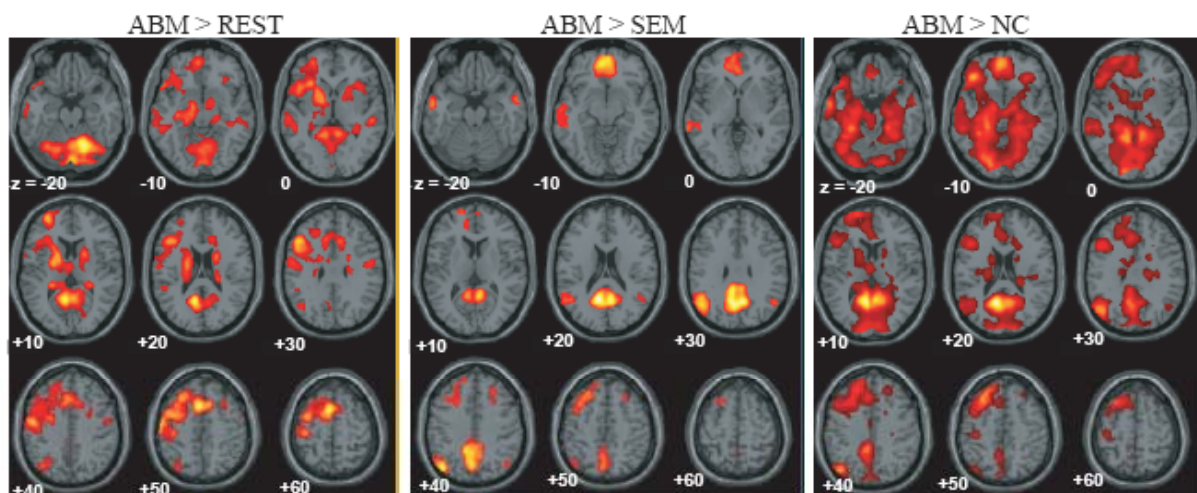 ABM > REST
ABM > SEM
ABM > NC
z = -20 -10 0
z = -20 -10 0
z = -20 -10 0
+10 +20 +30
+10 +20 +30
+10 +20 +30
+40 +50 +60
+40 +50 +60
+40 +50 +60